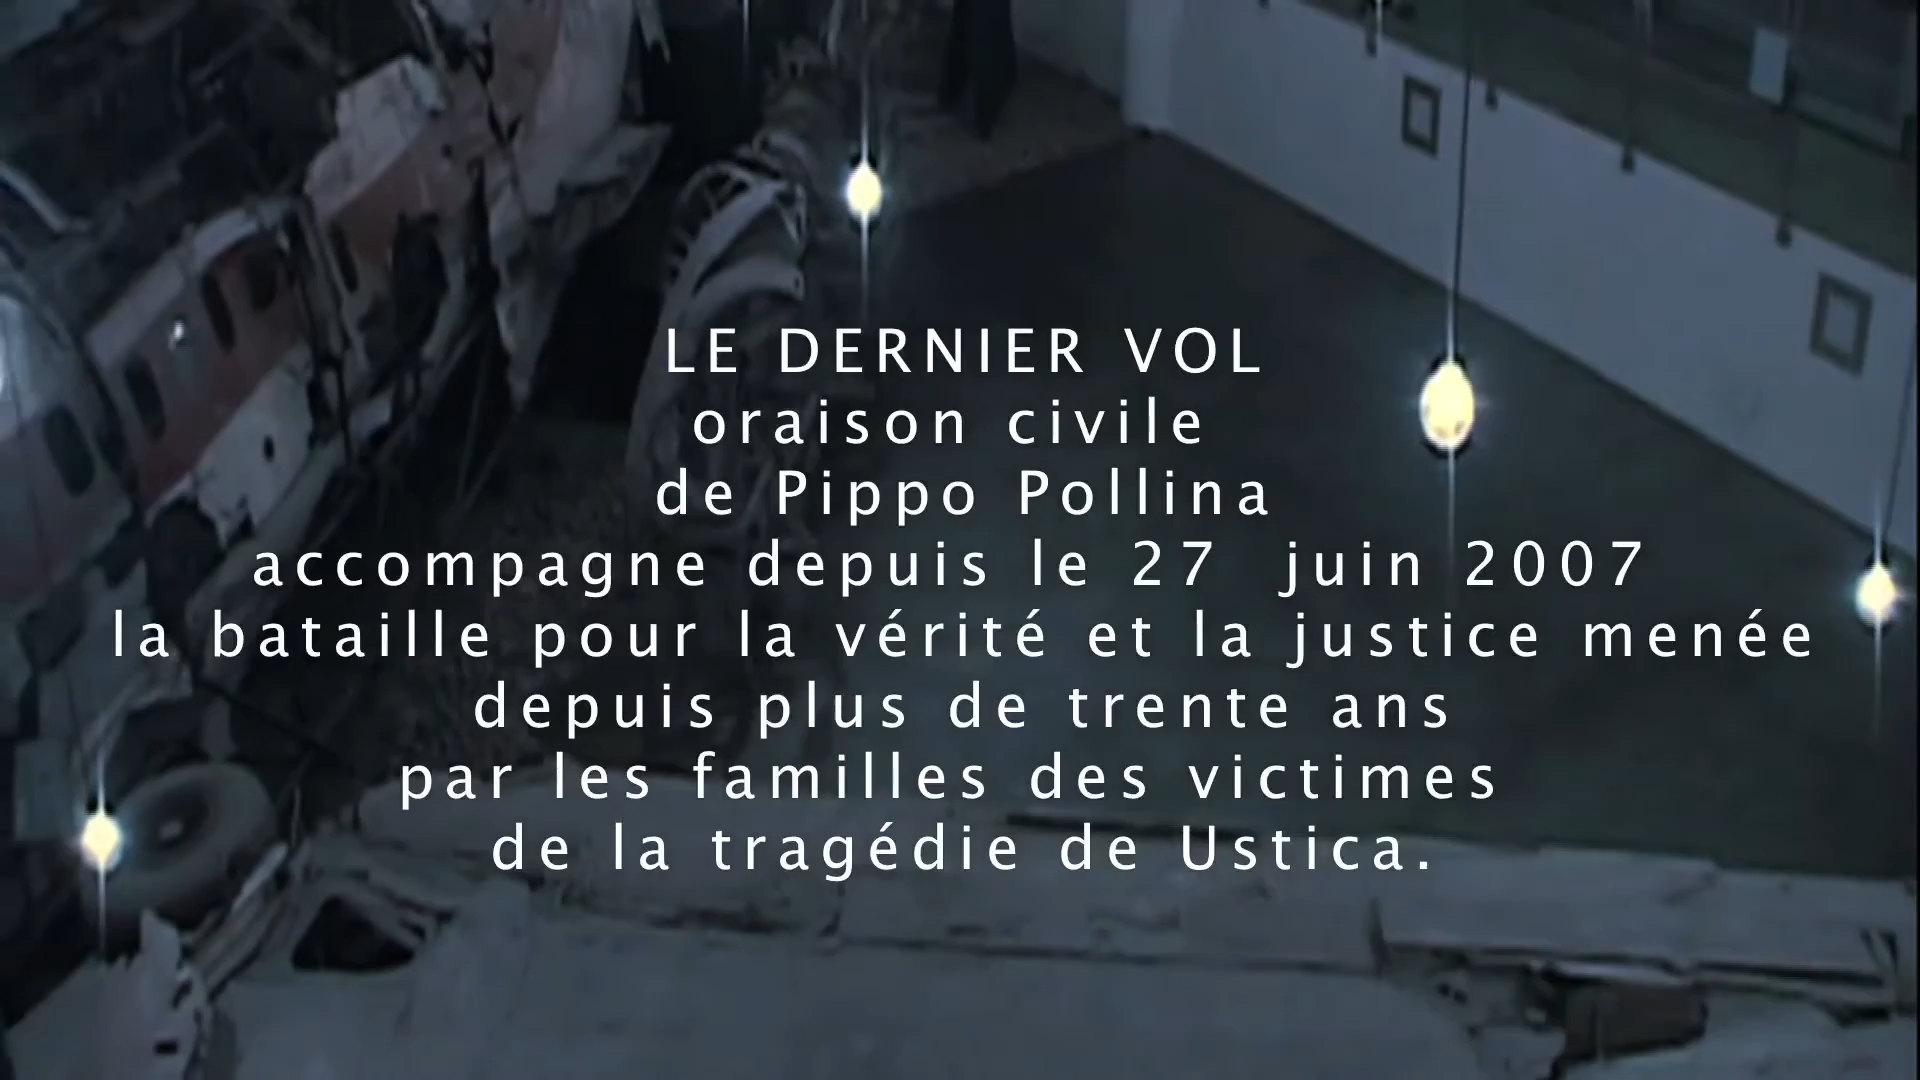 LE DERNIER VOL
oraison civile
de Pippo Pollina
accompagne depuis le 27 juin 2007
la bataille pour la vérité et la justice menée
depuis plus de trente ans
par les familles des victimes
de la tragédie de Ustica.